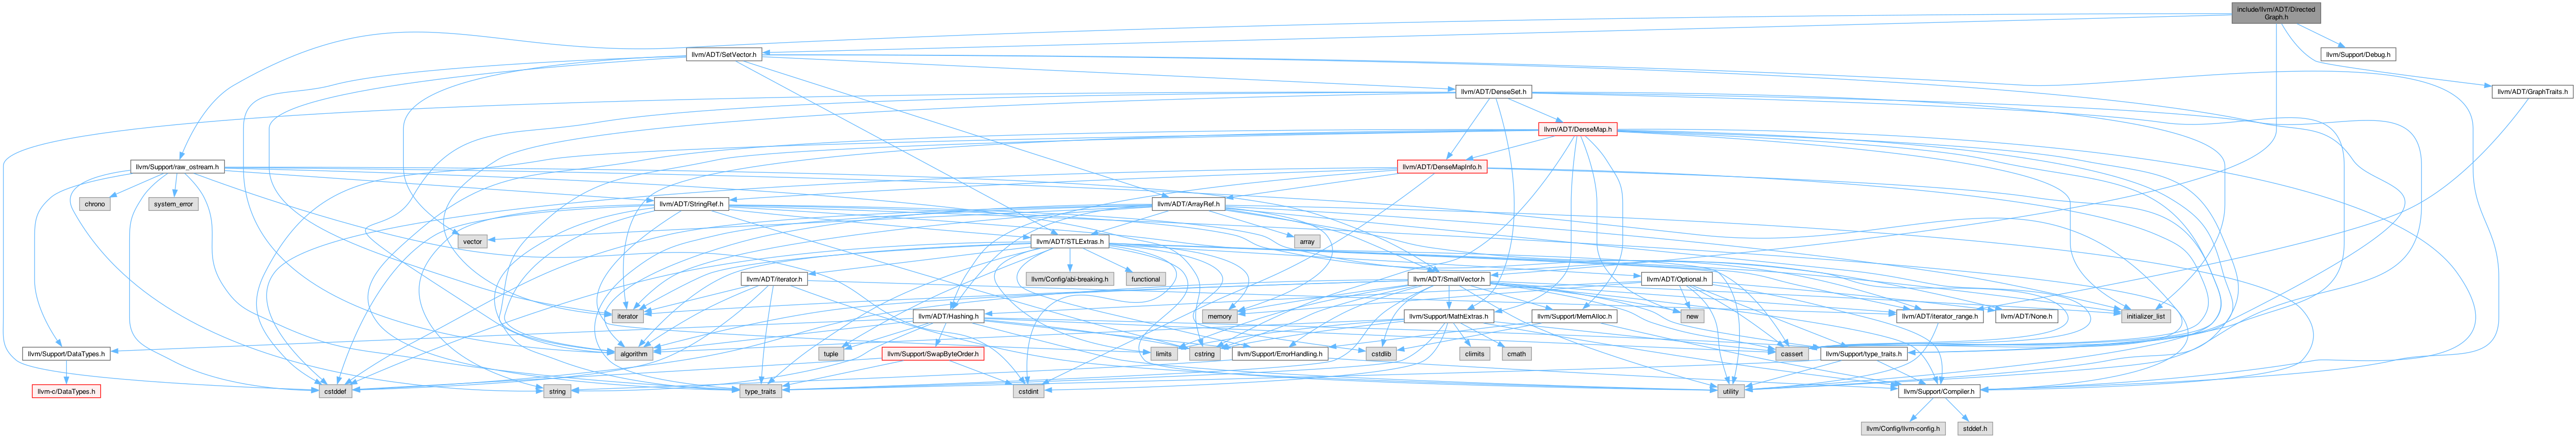 include/llvm/ADT/Directed
Graph.h
llvm/ADT/SetVector.h
llvm/Support/Debug.h
llvm/ADT/DenseSet.h
llvm/ADT/GraphTraits.h
llvm/ADT/DenseMap.h
llvm/Support/raw_ostream.h
llvm/ADT/DenseMapInfo.h
chrono
system_error
llvm/ADT/StringRef.h
llvm/ADT/ArrayRef.h
vector
llvm/ADT/STLExtras.h
array
llvm/ADT/iterator.h
llvm/Config/abi-breaking.h
functional
llvm/ADT/SmallVector.h
llvm/ADT/Optional.h
iterator
llvm/ADT/Hashing.h
memory
llvm/Support/MathExtras.h
llvm/Support/MemAlloc.h
new
llvm/ADT/iterator_range.h
llvm/ADT/None.h
initializer_list
llvm/Support/DataTypes.h
algorithm
tuple
llvm/Support/SwapByteOrder.h
limits
cstring
llvm/Support/ErrorHandling.h
cstdlib
climits
cmath
cassert
llvm/Support/type_traits.h
llvm-c/DataTypes.h
cstddef
string
type_traits
cstdint
utility
llvm/Support/Compiler.h
llvm/Config/llvm-config.h
stddef.h